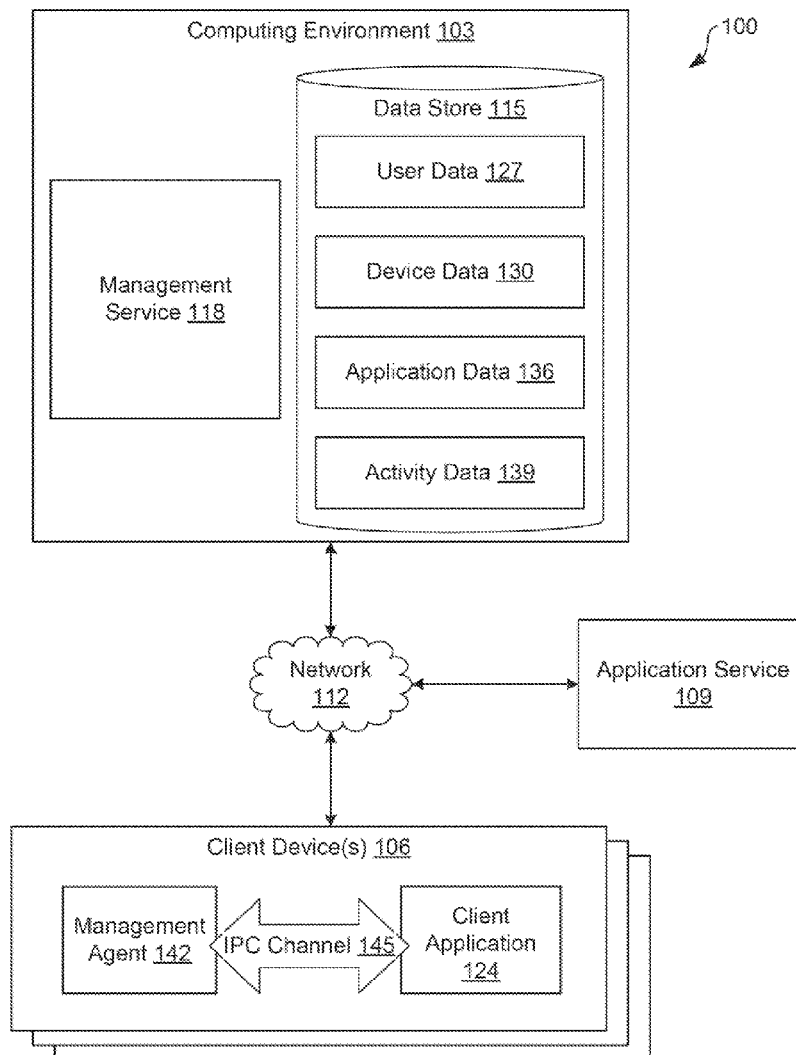 Computing Environment 103
100
Data Store 115
User Data 127
Device Data 130
Management
Service 118
Application Data 136
Activity Data 139
Network
112
Application Service
109
Client Device(s) 106
Management
Agent 142
IPC Channel 145
Client
Application
124